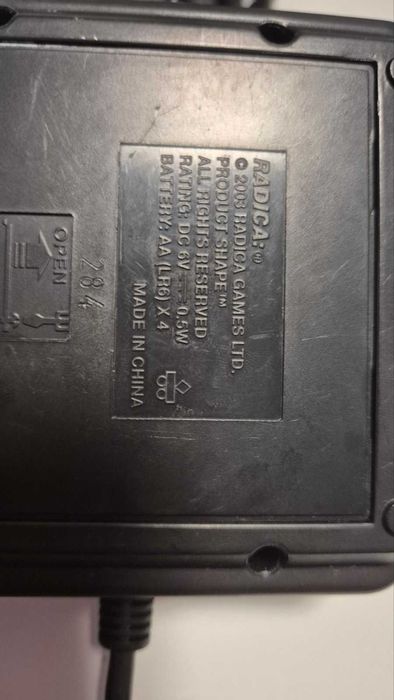 RADICA:®
© 2003 RADICA GAMES LTD.
PRODUCT SHAPE™
ALL RIGHTS RESERVED
RATING: DC 6V ⎓ 0.5W
BATTERY: AA (LR6) X 4
MADE IN CHINA
284
OPEN